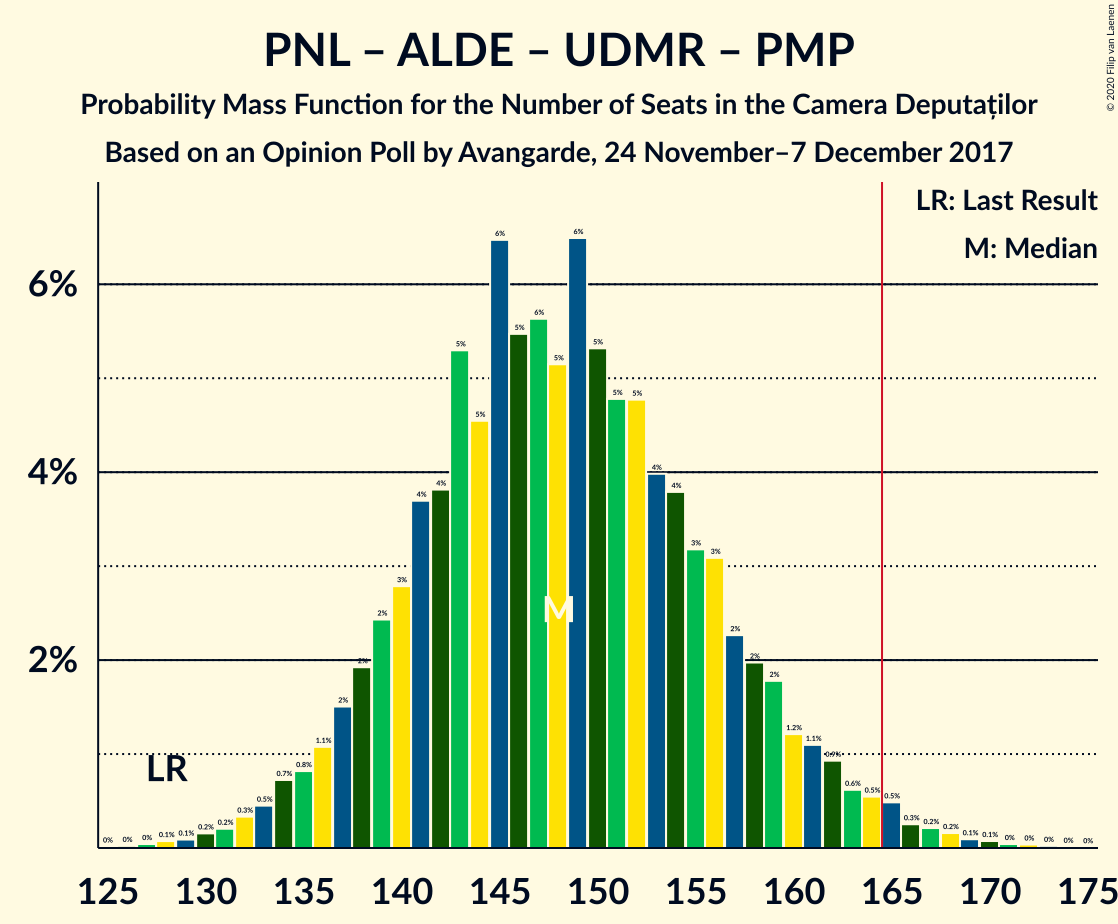 PNL – ALDE – UDMR – PMP
Probability Mass Function for the Number of Seats in the Camera Deputaților
Based on an Opinion Poll by Avangarde, 24 November–7 December 2017
© 2020 Filip van Laenen
LR: Last Result
M: Median
6%
4%
2%
0% 0% 0% 0.1% 0.1% 0.2% 0.2% 0.3% 0.5% 0.7% 0.8% 1.1% 2% 2% 2% 3% 4% 4% 5% 5% 6% 5% 6% 5% 6% 5% 5% 5% 4% 4% 3% 3% 2% 2% 2% 1.2% 1.1% 0.9% 0.6% 0.5% 0.5% 0.3% 0.2% 0.2% 0.1% 0.1% 0% 0% 0% 0% 0%
LR
M
125 130 135 140 145 150 155 160 165 170 175